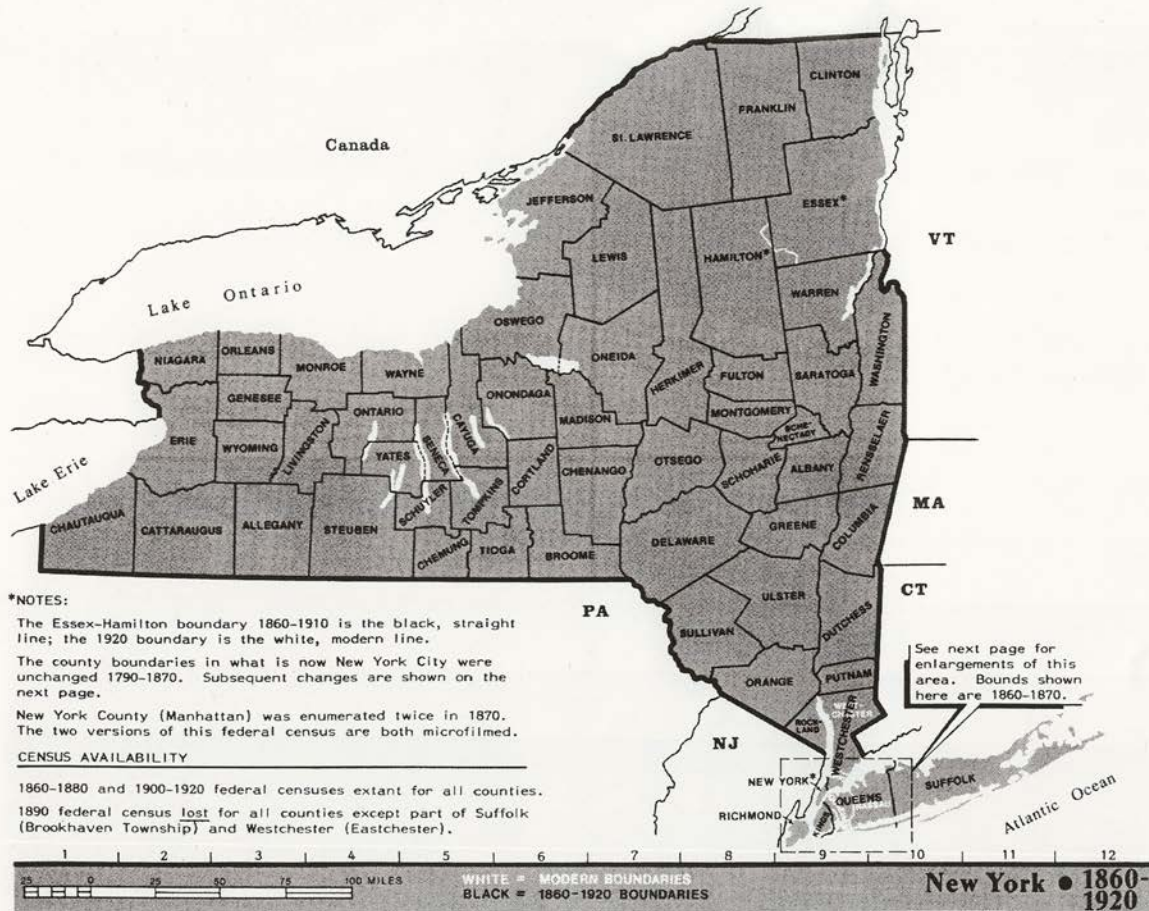 Canada
CLINTON
FRANKLIN
ST. LAWRENCE
JEFFERSON
ESSEX*
VT
LEWIS
HAMILTON*
WARREN
Lake Ontario
OSWEGO
WASHINGTON
NIAGARA
ORLEANS
MONROE
WAYNE
ONEIDA
HERKIMER
FULTON
SARATOGA
GENESEE
ONTARIO
CAYUGA
ONONDAGA
MADISON
MONTGOMERY
SCHE-
NECTADY
ERIE
WYOMING
LIVINGSTON
YATES
SENECA
CORTLAND
CHENANGO
OTSEGO
SCHOHARIE
ALBANY
RENSSELAER
Lake Erie
SCHUYLER
TOMPKINS
MA
CHAUTAUQUA
CATTARAUGUS
ALLEGANY
STEUBEN
CHEMUNG
TIOGA
BROOME
DELAWARE
GREENE
COLUMBIA
PA
CT
ULSTER
DUTCHESS
SULLIVAN
ORANGE
PUTNAM
WEST-
CHESTER
ROCK-
LAND
WESTCHESTER
NJ
See next page for
enlargements of this
area. Bounds shown
here are 1860-1870.
NEW YORK*
RICHMOND
KINGS
QUEENS
SUFFOLK
Atlantic Ocean
*NOTES:
The Essex-Hamilton boundary 1860-1910 is the black, straight
line; the 1920 boundary is the white, modern line.
The county boundaries in what is now New York City were
unchanged 1790-1870. Subsequent changes are shown on the
next page.
New York County (Manhattan) was enumerated twice in 1870.
The two versions of this federal census are both microfilmed.
CENSUS AVAILABILITY
1860-1880 and 1900-1920 federal censuses extant for all counties.
1890 federal census lost for all counties except part of Suffolk
(Brookhaven Township) and Westchester (Eastchester).
1 2 3 4 5 6 7 8 9 10 11 12
25 0 25 50 75 100 MILES
WHITE = MODERN BOUNDARIES
BLACK = 1860-1920 BOUNDARIES
New York • 1860-
1920